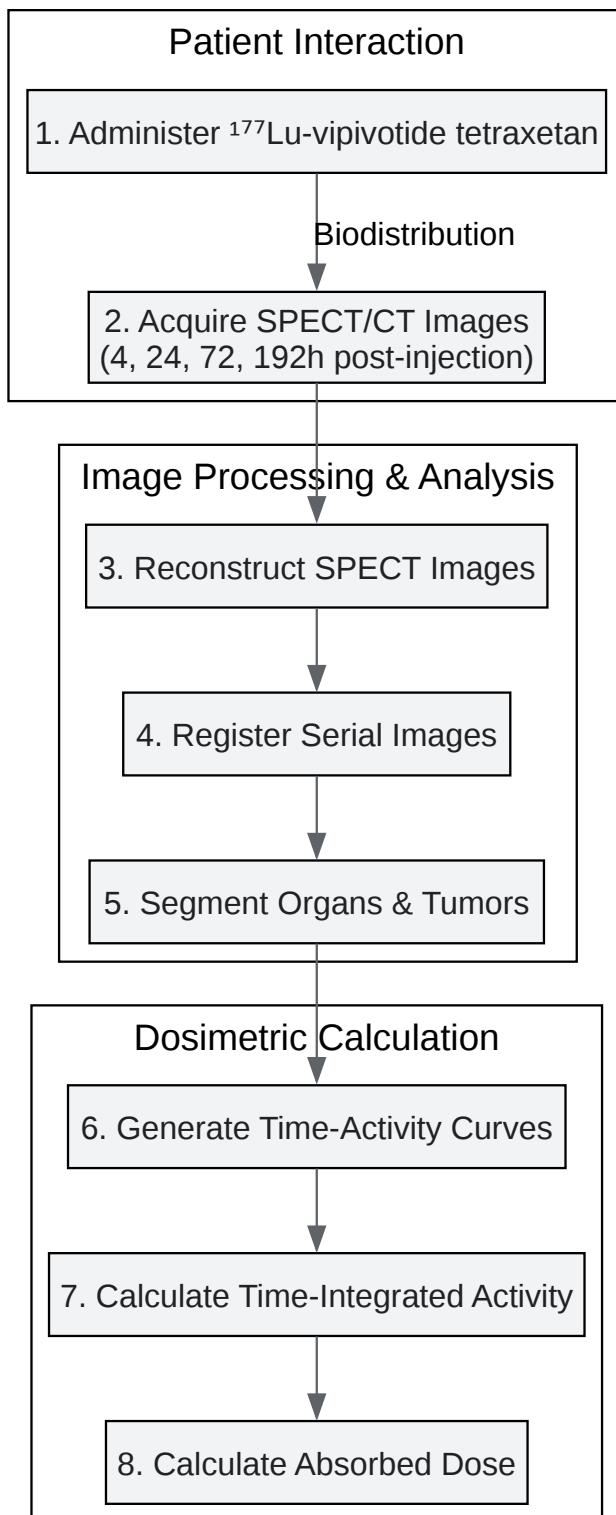 Patient Interaction
1. Administer ¹⁷⁷Lu-vipivotide tetraxetan
Biodistribution
2. Acquire SPECT/CT Images
(4, 24, 72, 192h post-injection)
Image Processing & Analysis
3. Reconstruct SPECT Images
4. Register Serial Images
5. Segment Organs & Tumors
Dosimetric Calculation
6. Generate Time-Activity Curves
7. Calculate Time-Integrated Activity
8. Calculate Absorbed Dose